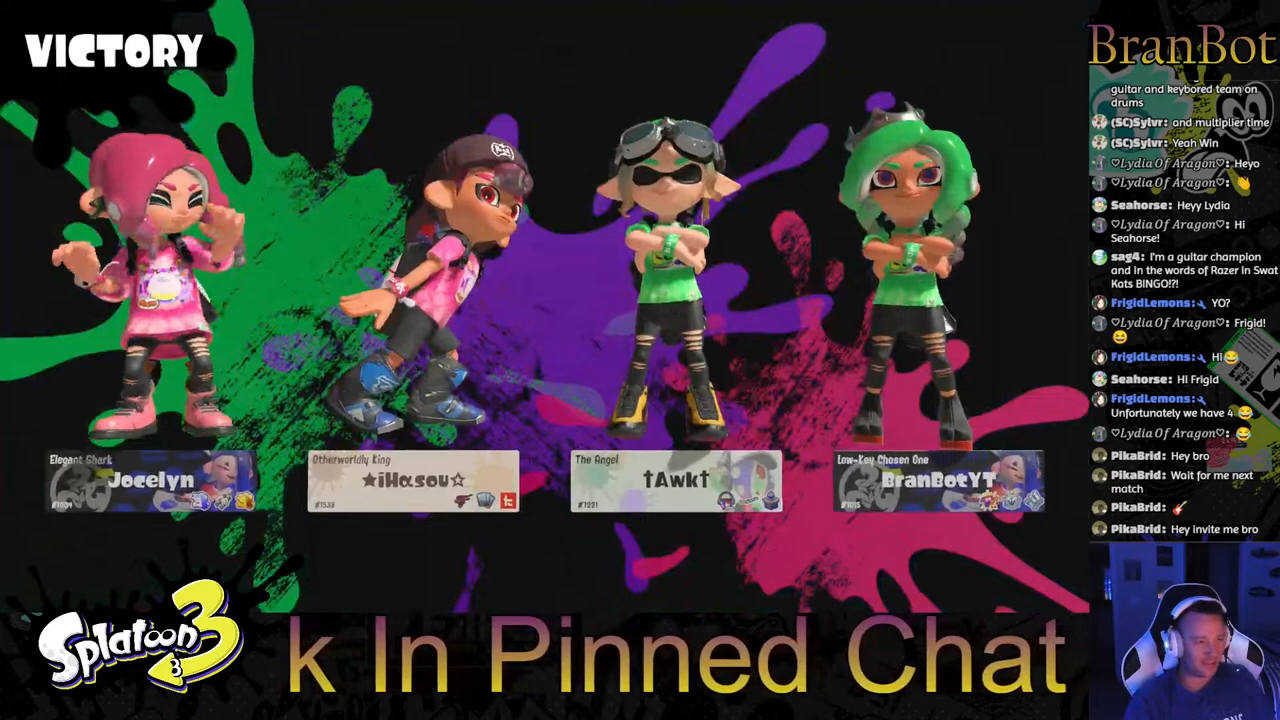 VICTORY
BranBot
guitar and keybored team on
drums
(SC)Sylvr: and multiplier time
(SC)Sylvr: Yeah Win
♡Lydia Of Aragon♡: Heyo
♡Lydia Of Aragon♡: 👏
Seahorse: Heyy Lydia
♡Lydia Of Aragon♡: Hi
Seahorse!
sag4: I'm a guitar champion
and in the words of Razer in Swat
Kats BINGO!?!
FrigidLemons: YO?
♡Lydia Of Aragon♡: Frigid!
😆
FrigidLemons: Hi😂
Seahorse: HI Frigid
FrigidLemons:
Unfortunately we have 4 😂
♡Lydia Of Aragon♡: 😂
PikaBrid: Hey bro
PikaBrid: Wait for me next
match
PikaBrid: 🎸
PikaBrid: Hey invite me bro
Elegant Shark
Jocelyn
Otherworldly King
★iHαsou☆
#1539
The Angel
†Awk†
#1991
Low-Key Chosen One
BranBotYT
Splatoon 3
k In Pinned Chat